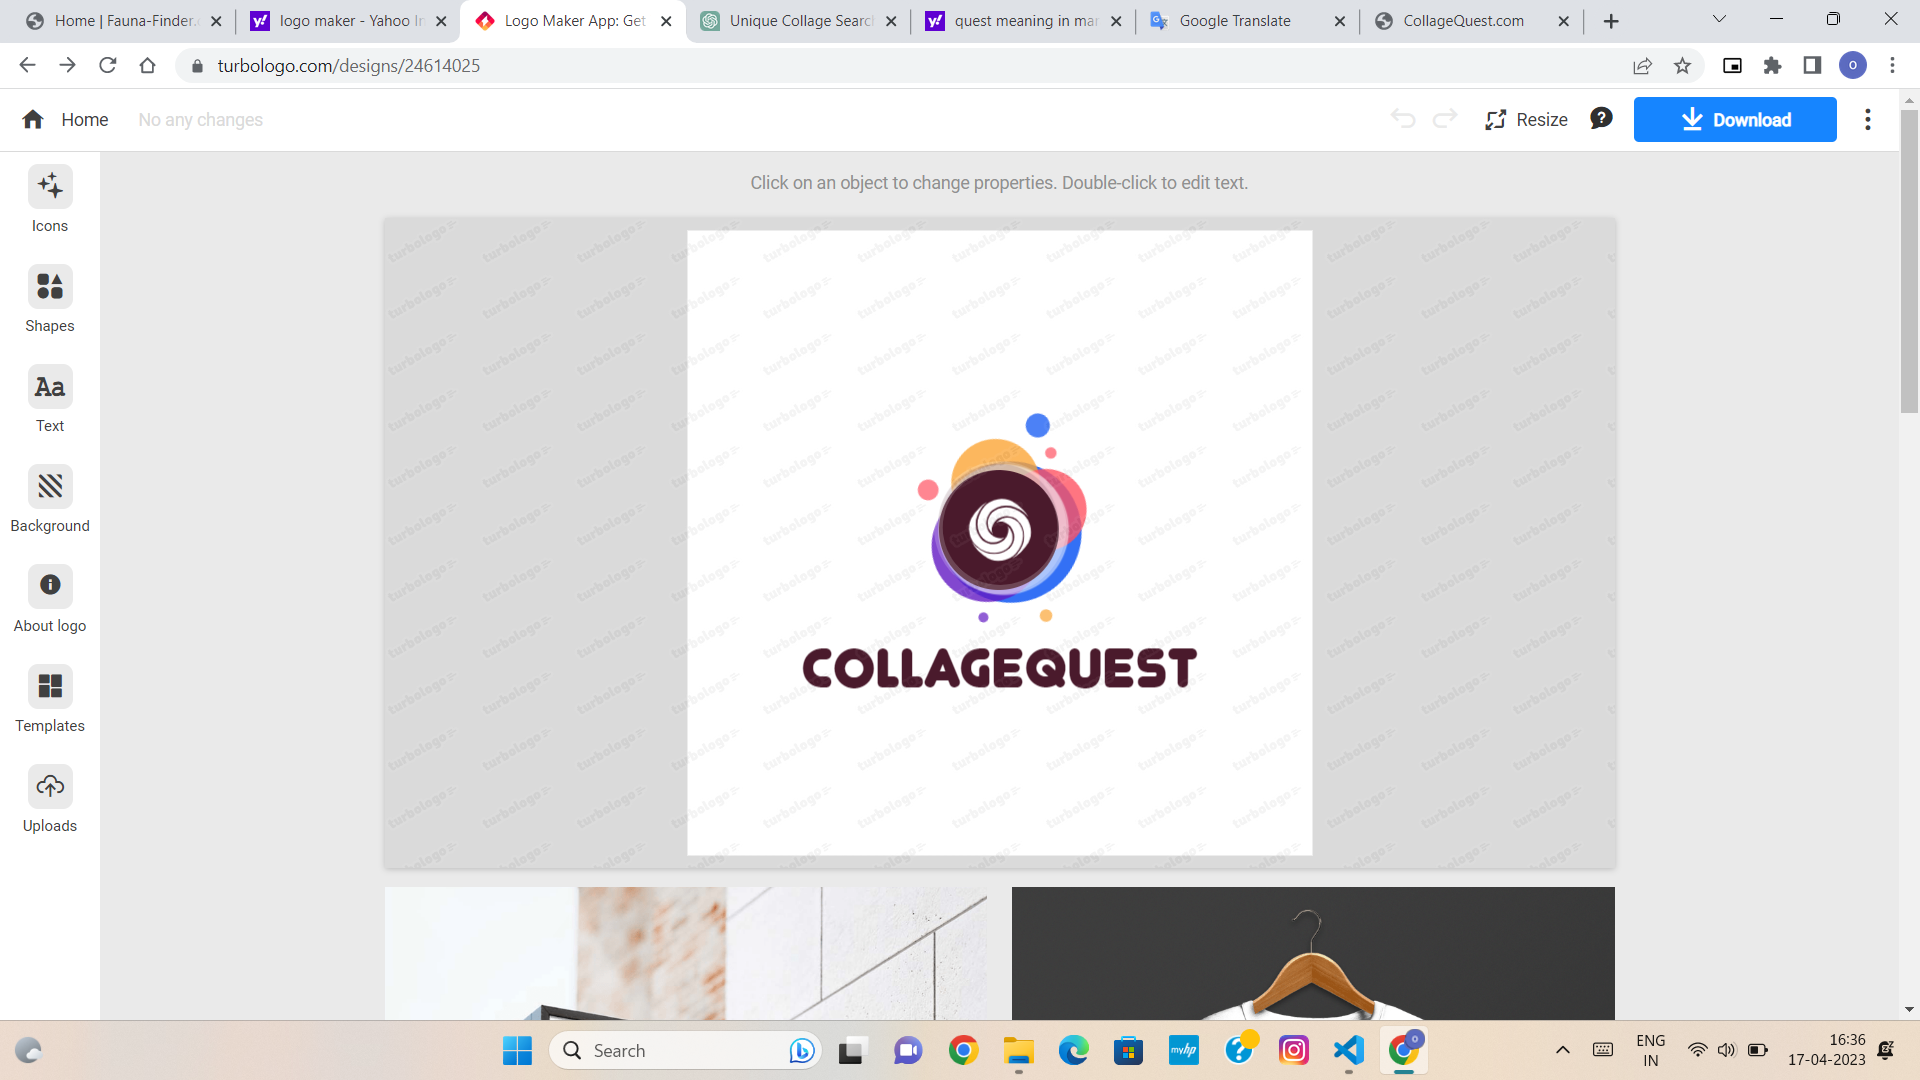 Home | Fauna-Finder.
logo maker - Yahoo In
Logo Maker App: Get
Unique Collage Search
quest meaning in mar
Google Translate
CollageQuest.com
turbologo.com/designs/24614025
O
Home
No any changes
Resize
Download
Click on an object to change properties. Double-click to edit text.
Icons
Shapes
Aa
Text
Background
About logo
Templates
Uploads
turbologo
COLLAGEQUEST
Search
myhp
ENG
IN
16:36
17-04-2023